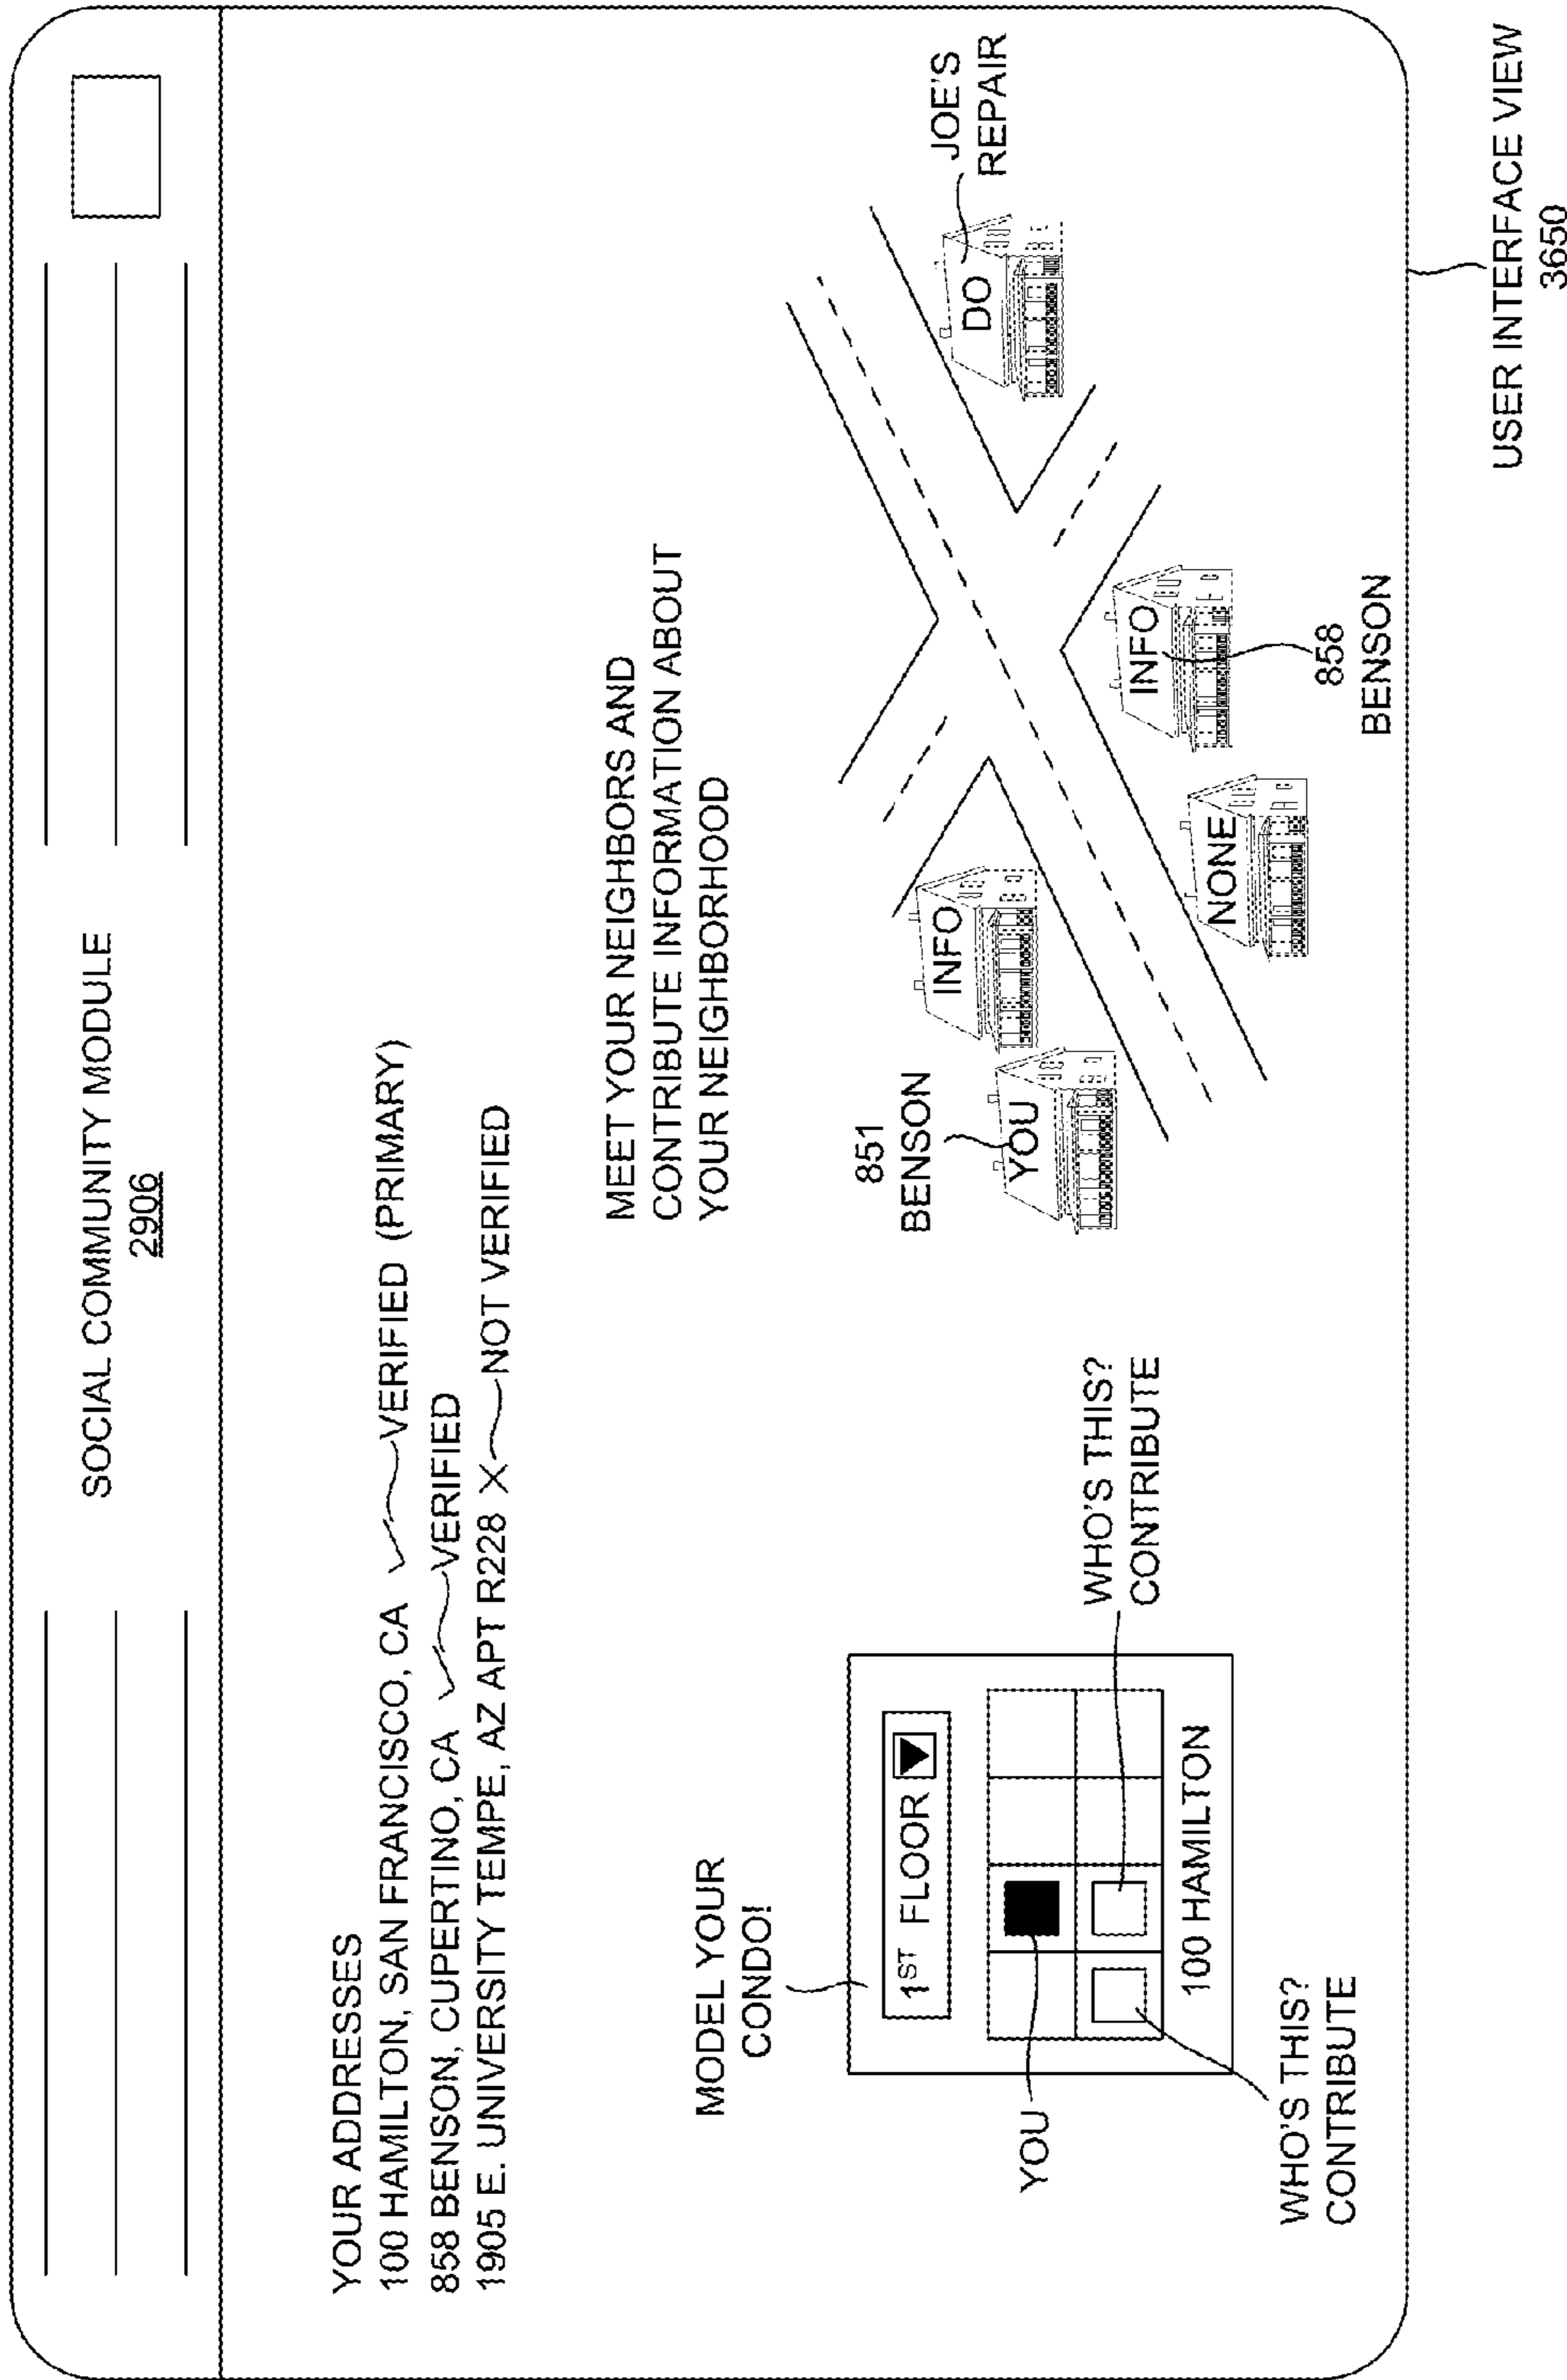 SOCIAL COMMUNITY MODULE
2906
YOUR ADDRESSES
100 HAMILTON, SAN FRANCISCO, CA ✓ VERIFIED (PRIMARY)
858 BENSON, CUPERTINO, CA ✓ VERIFIED
1905 E. UNIVERSITY TEMPE, AZ APT R228 X NOT VERIFIED
MODEL YOUR
CONDO!
1ST FLOOR
YOU
100 HAMILTON
WHO'S THIS?
CONTRIBUTE
WHO'S THIS?
CONTRIBUTE
MEET YOUR NEIGHBORS AND
CONTRIBUTE INFORMATION ABOUT
YOUR NEIGHBORHOOD
851
BENSON
YOU
INFO
NONE
INFO
858
BENSON
DO
JOE'S
REPAIR
USER INTERFACE VIEW
3650